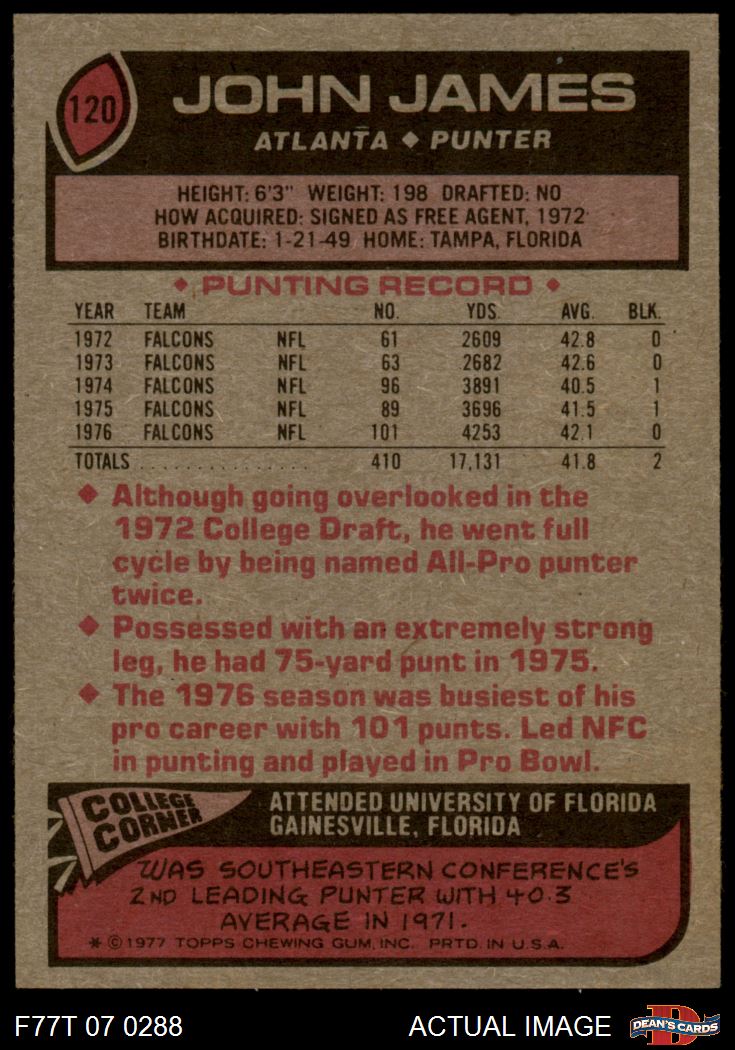 120
JOHN JAMES
ATLANTA ◆ PUNTER
HEIGHT: 6'3" WEIGHT: 198 DRAFTED: NO
HOW ACQUIRED: SIGNED AS FREE AGENT, 1972
BIRTHDATE: 1-21-49 HOME: TAMPA, FLORIDA
◆ PUNTING RECORD ◆
YEAR TEAM NO. YDS. AVG. BLK.
1972 FALCONS NFL 61 2609 42.8 0
1973 FALCONS NFL 63 2682 42.6 0
1974 FALCONS NFL 96 3891 40.5 1
1975 FALCONS NFL 89 3696 41.5 1
1976 FALCONS NFL 101 4253 42.1 0
TOTALS . . . . . . . . . . . . . . . . 410 17,131 41.8 2
◆ Although going overlooked in the
1972 College Draft, he went full
cycle by being named All-Pro punter
twice.
◆ Possessed with an extremely strong
leg, he had 75-yard punt in 1975.
◆ The 1976 season was busiest of his
pro career with 101 punts. Led NFC
in punting and played in Pro Bowl.
COLLEGE
CORNER
ATTENDED UNIVERSITY OF FLORIDA
GAINESVILLE, FLORIDA
WAS SOUTHEASTERN CONFERENCE'S
2ND LEADING PUNTER WITH 40.3
AVERAGE IN 1971.
* © 1977 TOPPS CHEWING GUM, INC. PRTD. IN U.S.A.
F77T 07 0288
ACTUAL IMAGE
D
DEAN'S CARDS